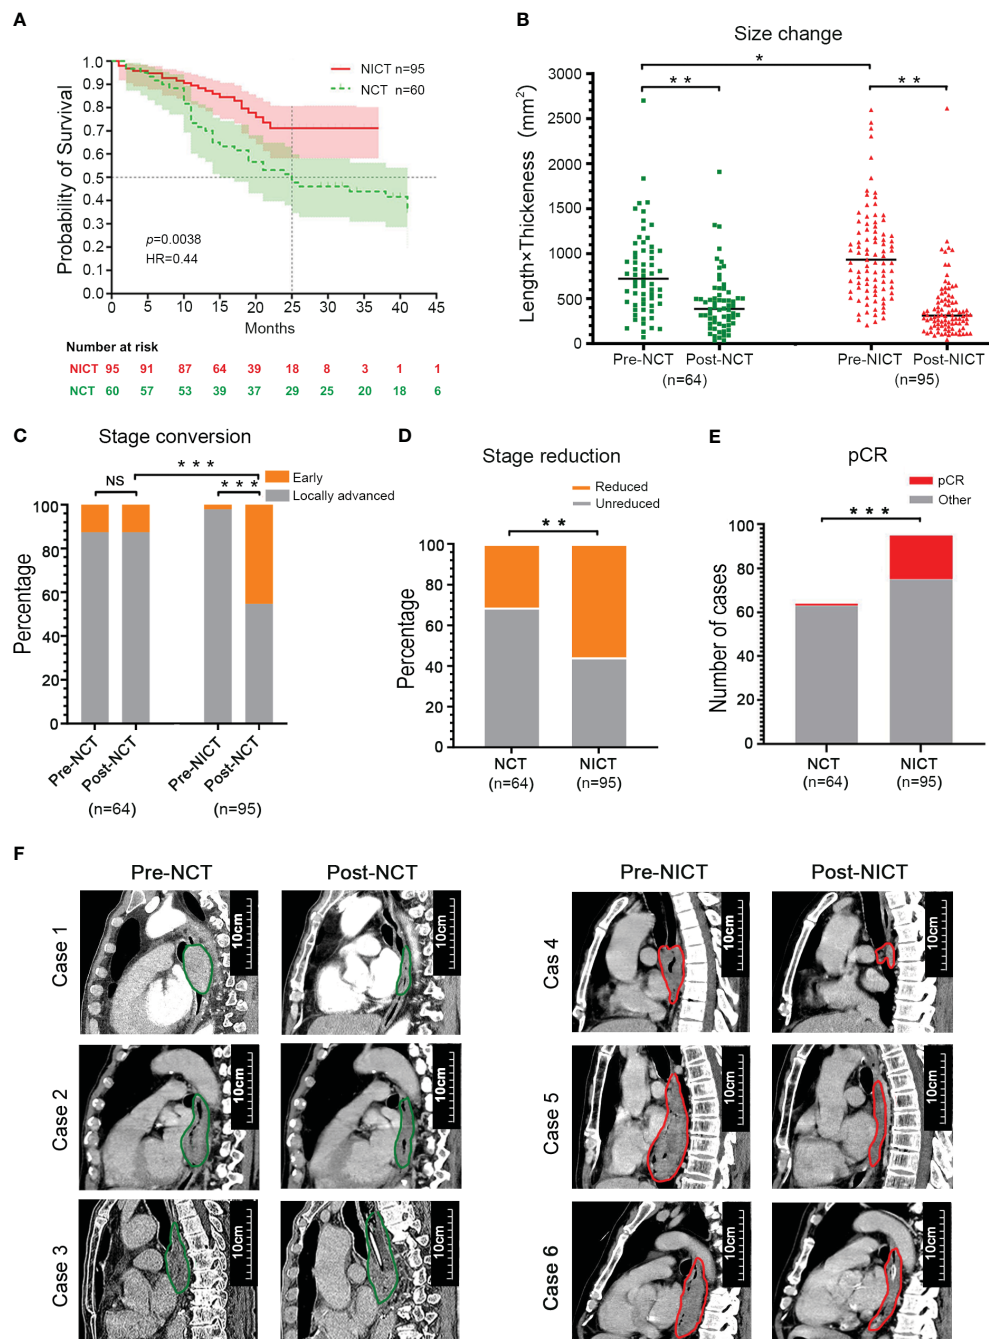 A
NICT n=95
NCT n=60
Probability of Survival
1.0
0.9
0.8
0.7
0.6
0.5
0.4
0.3
0.2
0.1
0.0
p=0.0038
HR=0.44
0 5 10 15 20 25 30 35 40 45
Months
Number at risk
NICT 95 91 87 64 39 18 8 3 1 1
NCT 60 57 53 39 37 29 25 20 18 6
B
Size change
*
* * * *
Length×Thickeness (mm2)
3000
2500
2000
1500
1000
500
0
Pre-NCT Post-NCT Pre-NICT Post-NICT
(n=64) (n=95)
C
Stage conversion
* * *
NS * * *
Early
Locally advanced
Percentage
100
80
60
40
20
0
Pre-NCT Post-NCT Pre-NICT Post-NCT
(n=64) (n=95)
D
Stage reduction
Reduced
Unreduced
* *
Percentage
100
80
60
40
20
0
NCT NICT
(n=64) (n=95)
E
pCR
pCR
Other
* * *
Number of cases
100
80
60
40
20
0
NCT NICT
(n=64) (n=95)
F
Pre-NCT Post-NCT Pre-NICT Post-NICT
Case 1 10cm 10cm Cas 4 10cm 10cm
Case 2 10cm 10cm Case 5 10cm 10cm
Case 3 10cm 10cm Case 6 10cm 10cm